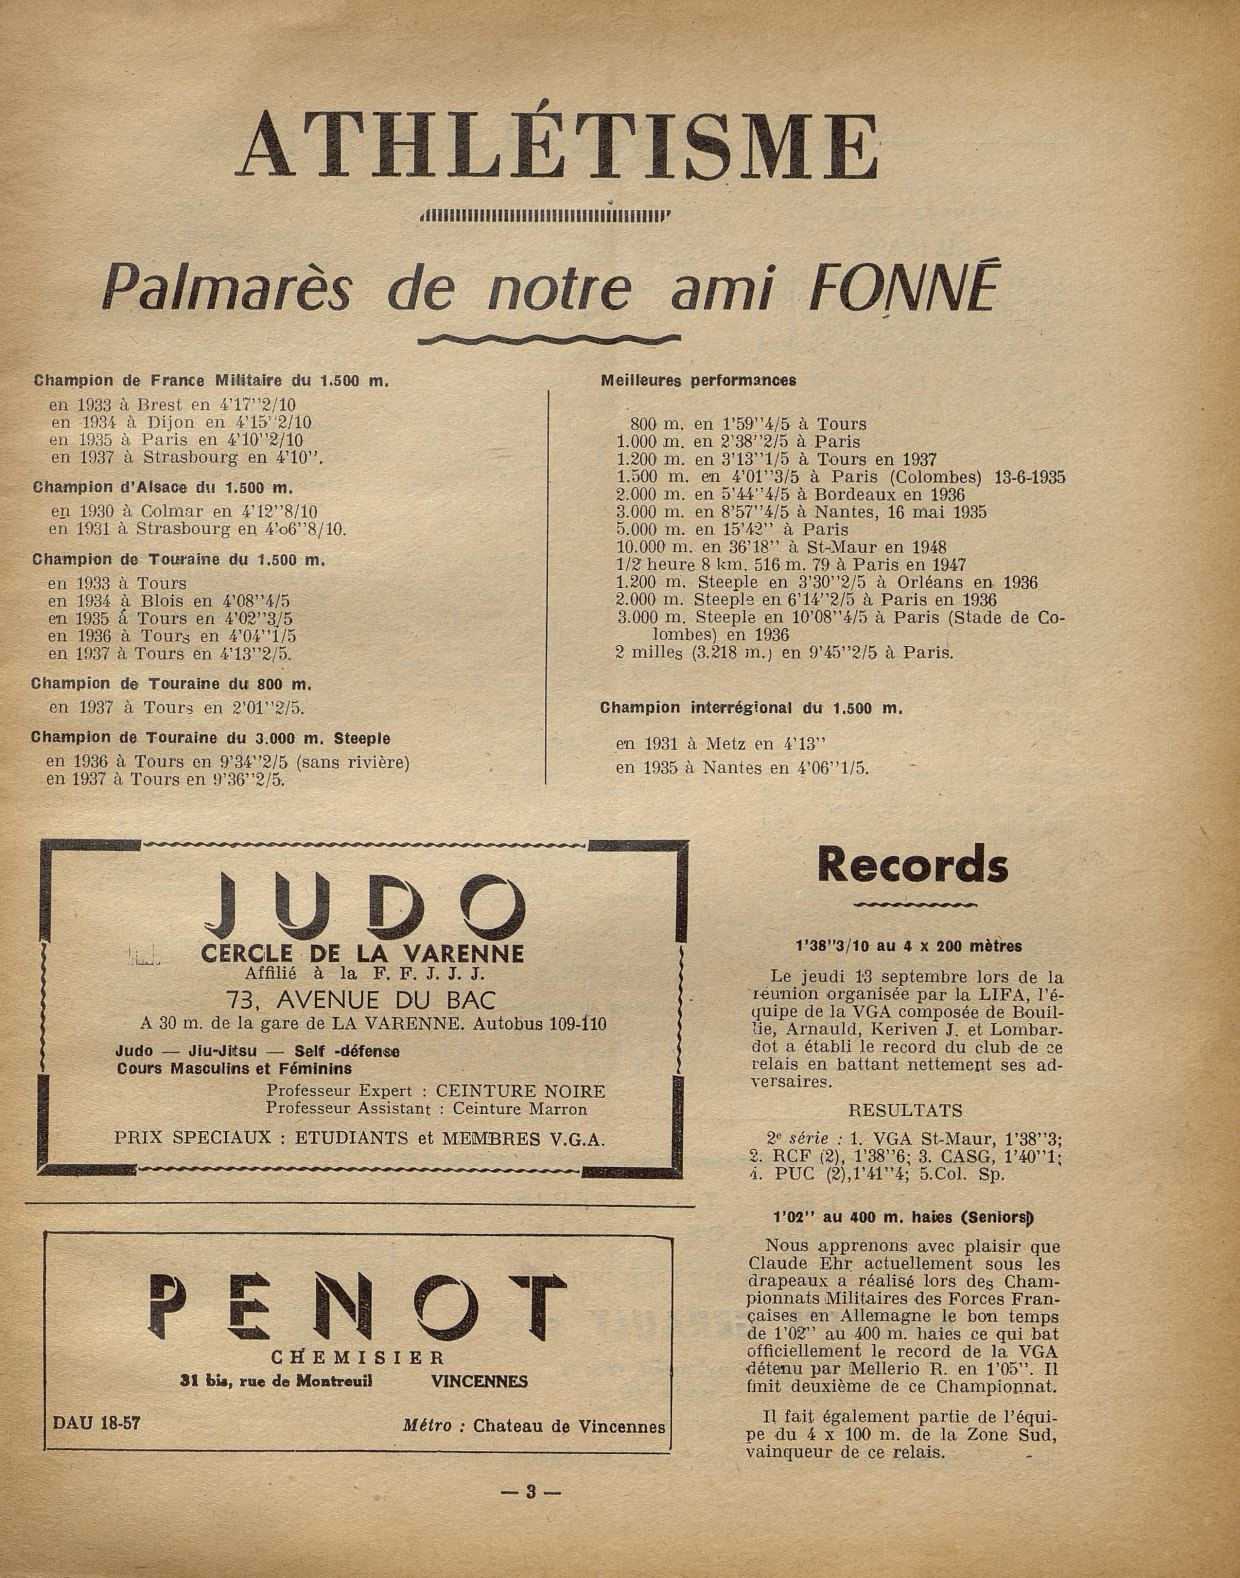 ATHLÉTISME
Palmarès de notre ami FONNÉ
Champion de France Militaire du 1.500 m.
en 1933 à Brest en 4'17"2/10
en 1934 à Dijon en 4'15"2/10
en 1935 à Paris en 4'10"2/10
en 1937 à Strasbourg en 4'10".
Champion d'Alsace du 1.500 m.
en 1930 à Colmar en 4'12"8/10
en 1931 à Strasbourg en 4'o6"8/10.
Champion de Touraine du 1.500 m.
en 1933 à Tours
en 1934 à Blois en 4'08"4/5
en 1935 à Tours en 4'02"3/5
en 1936 à Tours en 4'04"1/5
en 1937 à Tours en 4'13"2/5.
Champion de Touraine du 800 m.
en 1937 à Tours en 2'01"2/5.
Champion de Touraine du 3.000 m. Steeple
en 1936 à Tours en 9'34"2/5 (sans rivière)
en 1937 à Tours en 9'36"2/5.
Meilleures performances
800 m. en 1'59"4/5 à Tours
1.000 m. en 2'38"2/5 à Paris
1.200 m. en 3'13"1/5 à Tours en 1937
1.500 m. en 4'01"3/5 à Paris (Colombes) 13-6-1935
2.000 m. en 5'44"4/5 à Bordeaux en 1936
3.000 m. en 8'57"4/5 à Nantes, 16 mai 1935
5.000 m. en 15'42" à Paris
10.000 m. en 36'18" à St-Maur en 1948
1/2 heure 8 km. 516 m. 79 à Paris en 1947
1.200 m. Steeple en 3'30"2/5 à Orléans en 1936
2.000 m. Steeple en 6'14"2/5 à Paris en 1936
3.000 m. Steeple en 10'08"4/5 à Paris (Stade de Co-
lombes) en 1936
2 milles (3.218 m.) en 9'45"2/5 à Paris.
Champion interrégional du 1.500 m.
en 1931 à Metz en 4'13"
en 1935 à Nantes en 4'06"1/5.
JUDO
CERCLE DE LA VARENNE
Affilié à la F. F. J. J. J.
73, AVENUE DU BAC
A 30 m. de la gare de LA VARENNE. Autobus 109-110
Judo — Jiu-Jitsu — Self -défense
Cours Masculins et Féminins
Professeur Expert : CEINTURE NOIRE
Professeur Assistant : Ceinture Marron
PRIX SPECIAUX : ETUDIANTS et MEMBRES V.G.A.
PENOT
CHEMISIER
31 bis, rue de Montreuil VINCENNES
DAU 18-57 Métro : Chateau de Vincennes
Records
1'38"3/10 au 4 x 200 mètres
Le jeudi 13 septembre lors de la
réunion organisée par la LIFA, l'é-
quipe de la VGA composée de Bouil-
lie, Arnauld, Keriven J. et Lombar-
dot a établi le record du club de ce
relais en battant nettement ses ad-
versaires.
RESULTATS
2e série : 1. VGA St-Maur, 1'38"3;
2. RCF (2), 1'38"6; 3. CASG, 1'40"1;
4. PUC (2),1'41"4; 5.Col. Sp.
1'02" au 400 m. haies (Seniors)
Nous apprenons avec plaisir que
Claude Ehr actuellement sous les
drapeaux a réalisé lors des Cham-
pionnats Militaires des Forces Fran-
çaises en Allemagne le bon temps
de 1'02" au 400 m. haies ce qui bat
officiellement le record de la VGA
détenu par Mellerio R. en 1'05". Il
finit deuxième de ce Championnat.
Il fait également partie de l'équi-
pe du 4 x 100 m. de la Zone Sud,
vainqueur de ce relais.
— 3 —